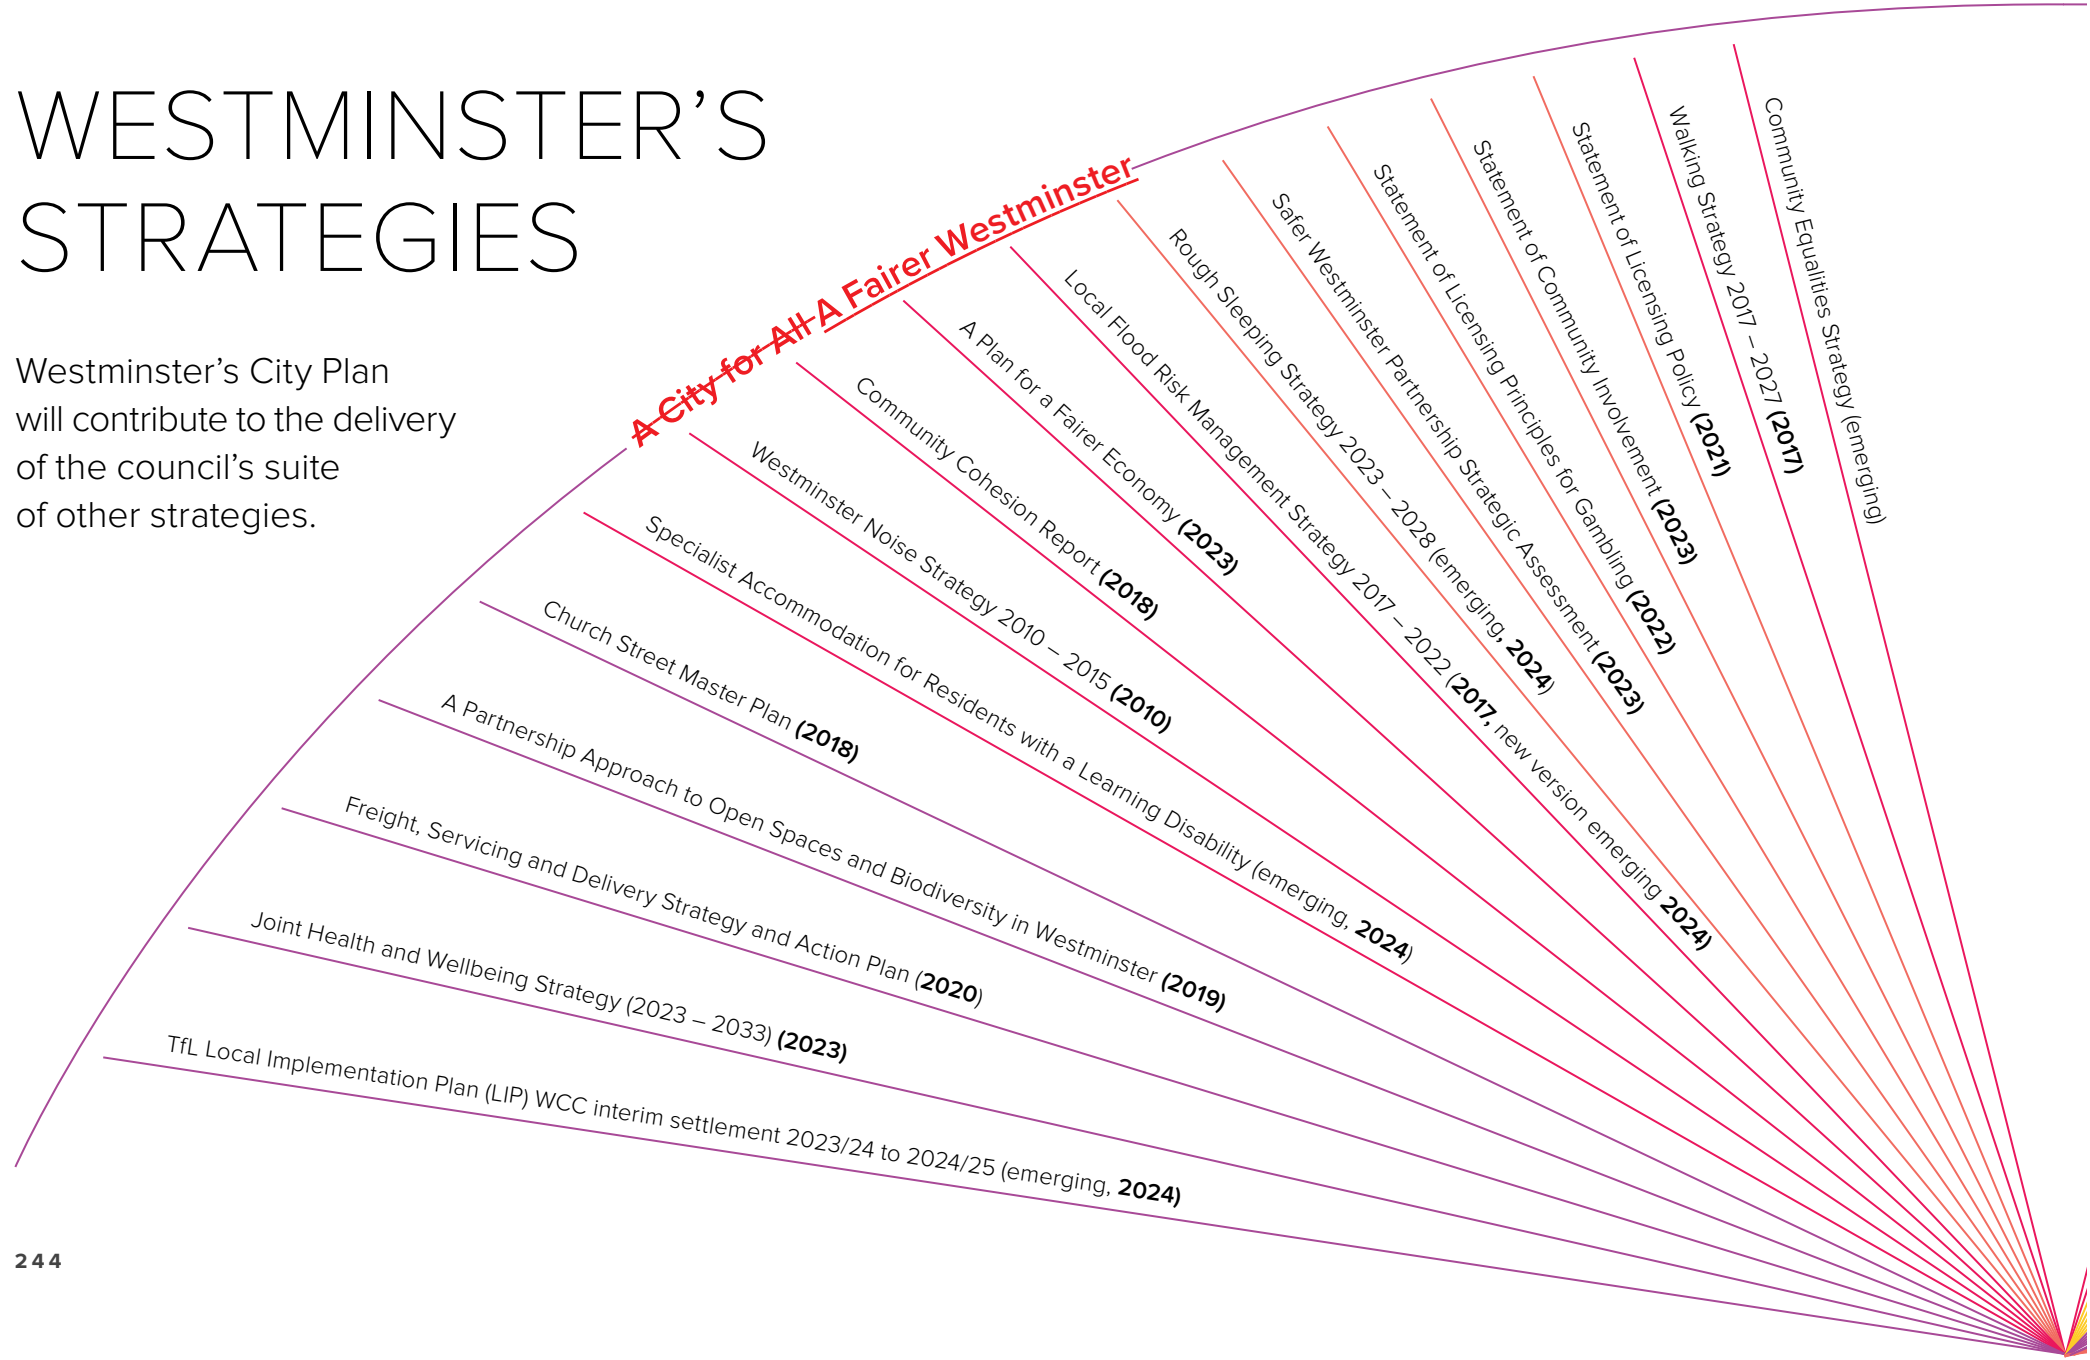 WESTMINSTER’S
STRATEGIES
Westminster’s City Plan
will contribute to the delivery
of the council’s suite
of other strategies.
A City for All A Fairer Westminster
TfL Local Implementation Plan (LIP) WCC interim settlement 2023/24 to 2024/25 (emerging, 2024)
Joint Health and Wellbeing Strategy (2023 – 2033) (2023)
Freight, Servicing and Delivery Strategy and Action Plan (2020)
A Partnership Approach to Open Spaces and Biodiversity in Westminster (2019)
Church Street Master Plan (2018)
Specialist Accommodation for Residents with a Learning Disability (emerging, 2024)
Westminster Noise Strategy 2010 – 2015 (2010)
Community Cohesion Report (2018)
A Plan for a Fairer Economy (2023)
Local Flood Risk Management Strategy 2017 – 2022 (2017, new version emerging 2024)
Rough Sleeping Strategy 2023 – 2028 (emerging, 2024)
Safer Westminster Partnership Strategic Assessment (2023)
Statement of Licensing Principles for Gambling (2022)
Statement of Community Involvement (2023)
Statement of Licensing Policy (2021)
Walking Strategy 2017 – 2027 (2017)
Community Equalities Strategy (emerging)
244